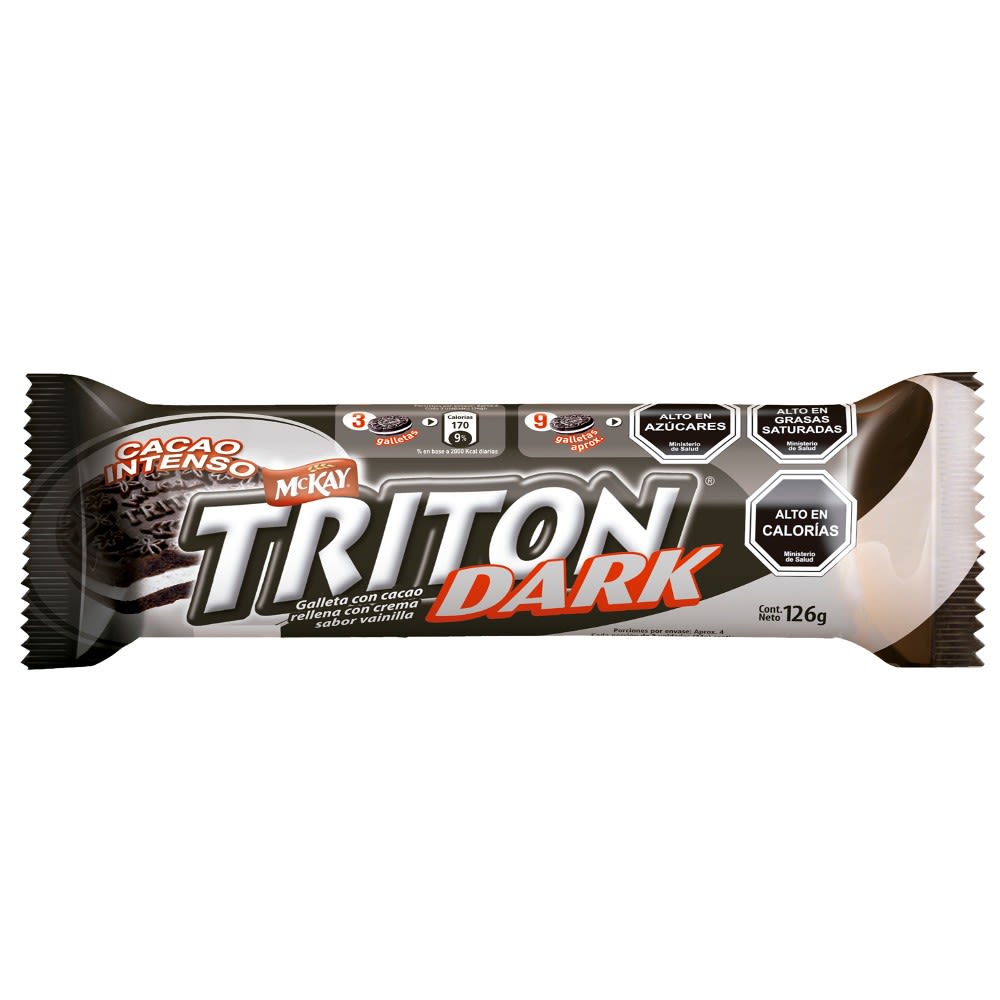 CACAO
INTENSO
TRITON
McKAY
TRITON
DARK
®
Galleta con cacao
rellena con crema
sabor vainilla
3
galletas
Calorías
170
9%
% en base a 2000 Kcal diarias
9
galletas
aprox.
ALTO EN
AZÚCARES
Ministerio
de Salud
ALTO EN
GRASAS
SATURADAS
Ministerio
de Salud
ALTO EN
CALORÍAS
Ministerio
de Salud
Cont.
Neto 126g
Porciones por envase: Aprox. 4